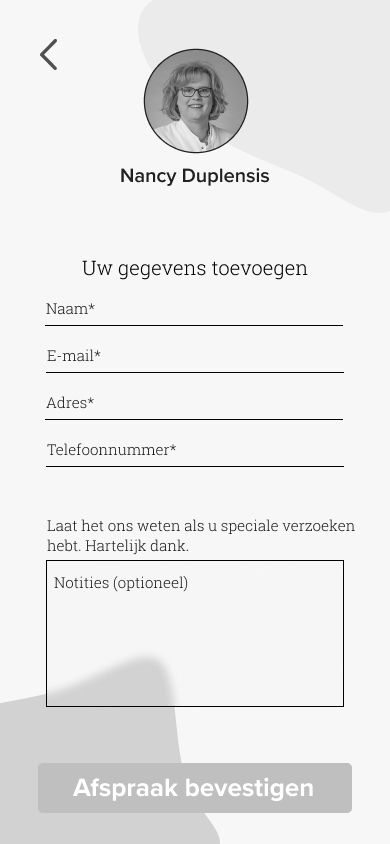 Nancy Duplensis
Uw gegevens toevoegen
Naam*
E-mail*
Adres*
Telefoonnummer*
Laat het ons weten als u speciale verzoeken
hebt. Hartelijk dank.
Notities (optioneel)
Afspraak bevestigen